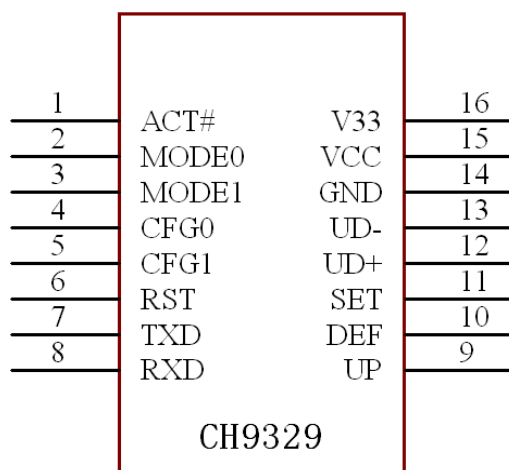 1 ACT# V33 16
2 MODE0 VCC 15
3 MODE1 GND 14
4 CFG0 UD- 13
5 CFG1 UD+ 12
6 RST SET 11
7 TXD DEF 10
8 RXD UP 9
CH9329